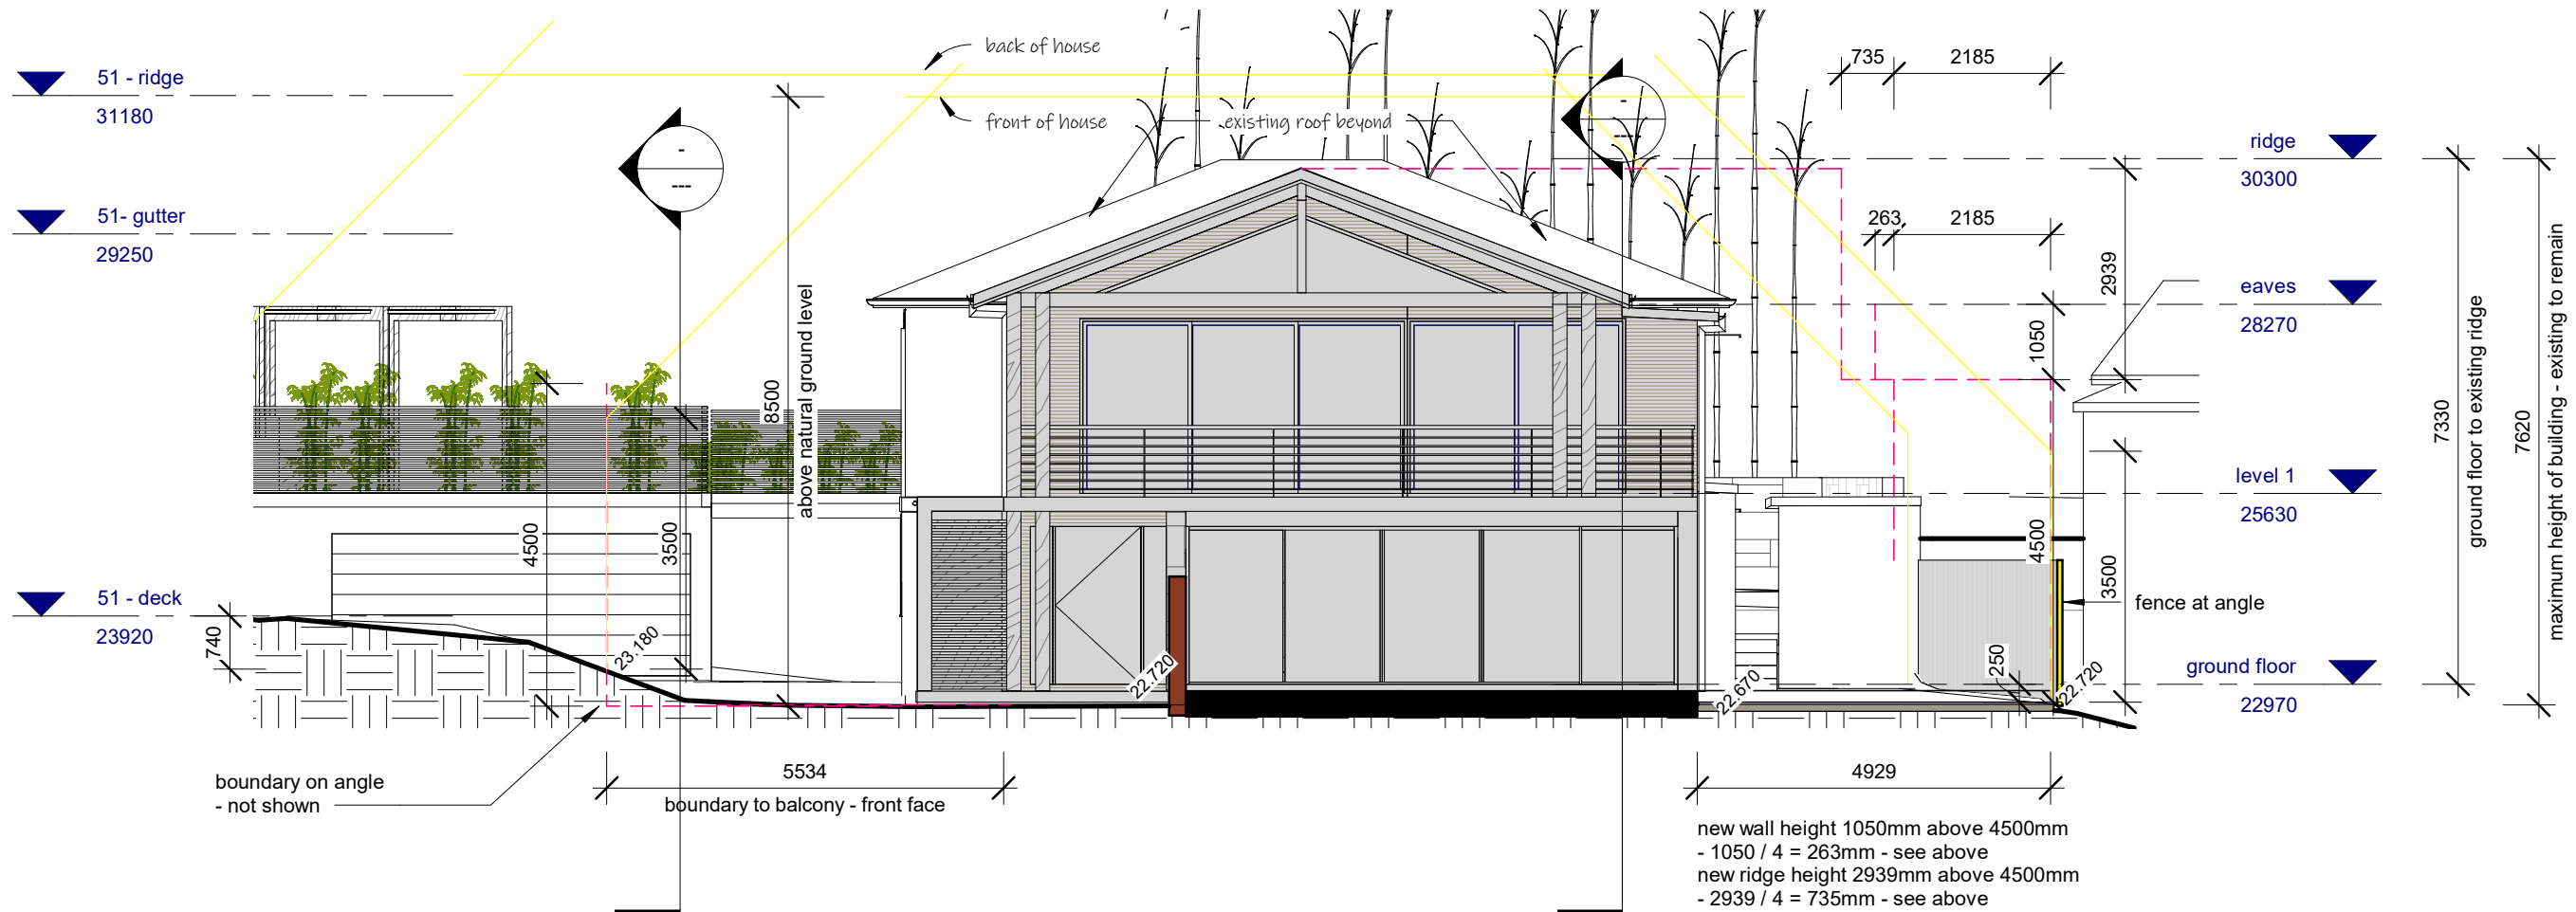 back of house
front of house
existing roof beyond
51 - ridge
31180
51- gutter
29250
51 - deck
23920
740
4500
3500
8500
above natural ground level
23.180
22.720
22.670
22.720
-
---
-
---
735
2185
263
2185
2939
1050
4500
3500
250
ridge
30300
eaves
28270
level 1
25630
ground floor
22970
7330
ground floor to existing ridge
7620
maximum height of building - existing to remain
fence at angle
boundary on angle
- not shown
5534
boundary to balcony - front face
4929
new wall height 1050mm above 4500mm
- 1050 / 4 = 263mm - see above
new ridge height 2939mm above 4500mm
- 2939 / 4 = 735mm - see above